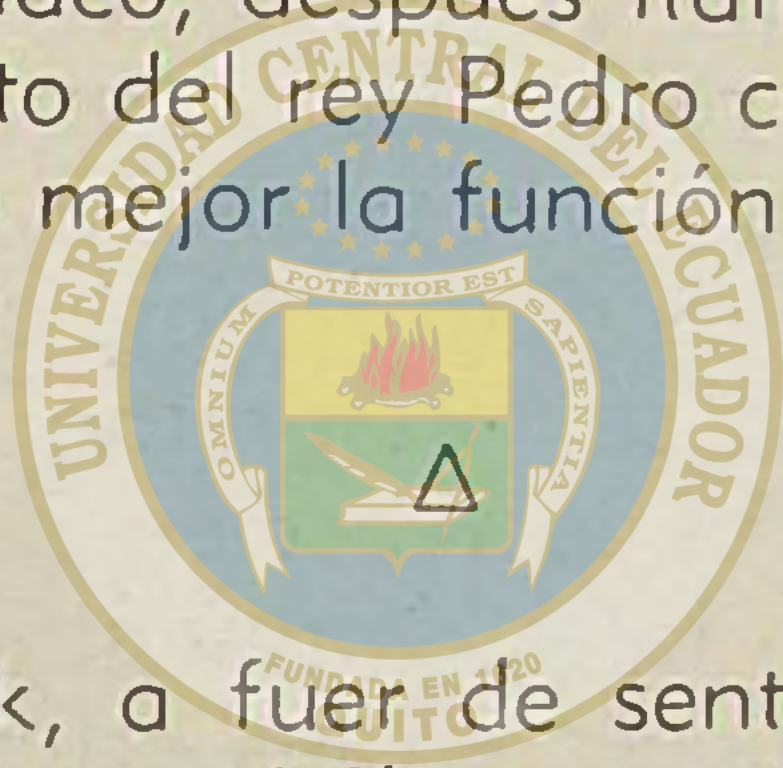 to del rey Pedro c
mejor la función
Δ
, a fuer de sent
UNIVERSIDAD CENTRAL DEL ECUADOR
OMNIUM POTENTIOR EST SAPIENTIA
FUNDADA EN 1620
QUITO